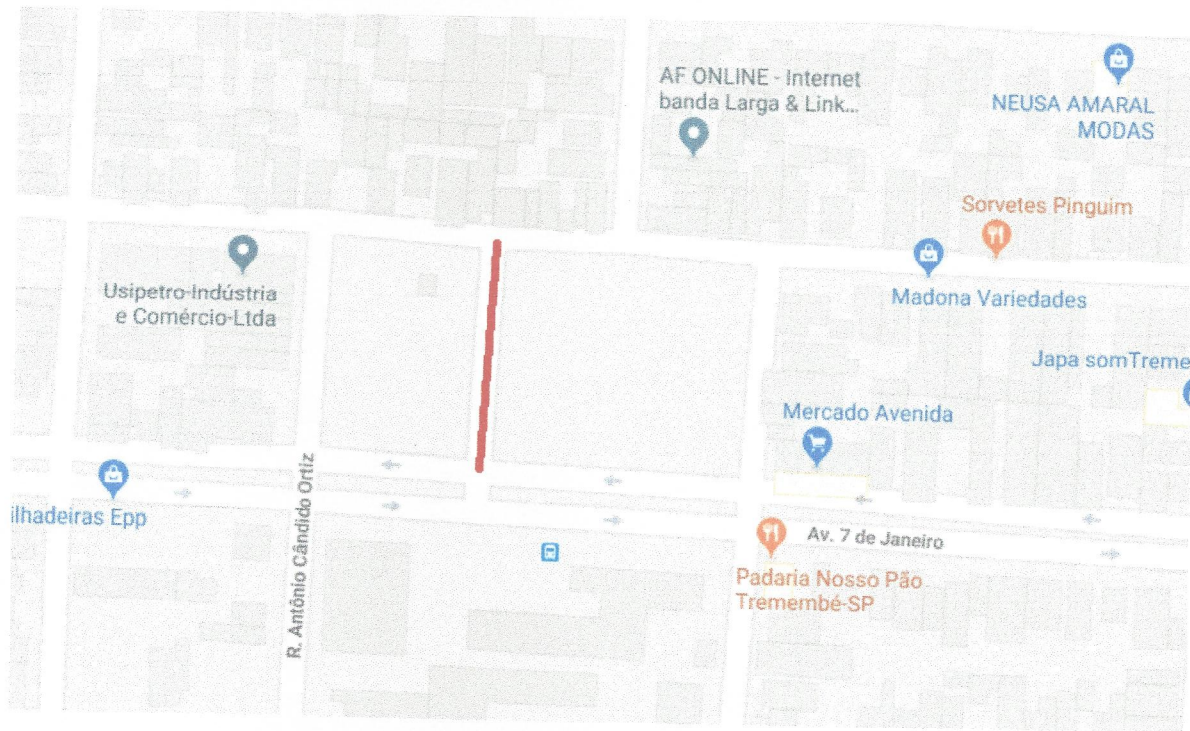 AF ONLINE - Internet
banda Larga & Link...
NEUSA AMARAL
MODAS
Sorvetes Pinguim
Usipetro-Indústria
e Comércio-Ltda
Madona Variedades
Japa somTreme
Mercado Avenida
ilhadeiras Epp
R. Antônio Cândido Ortiz
Av. 7 de Janeiro
Padaria Nosso Pão
Tremembé-SP